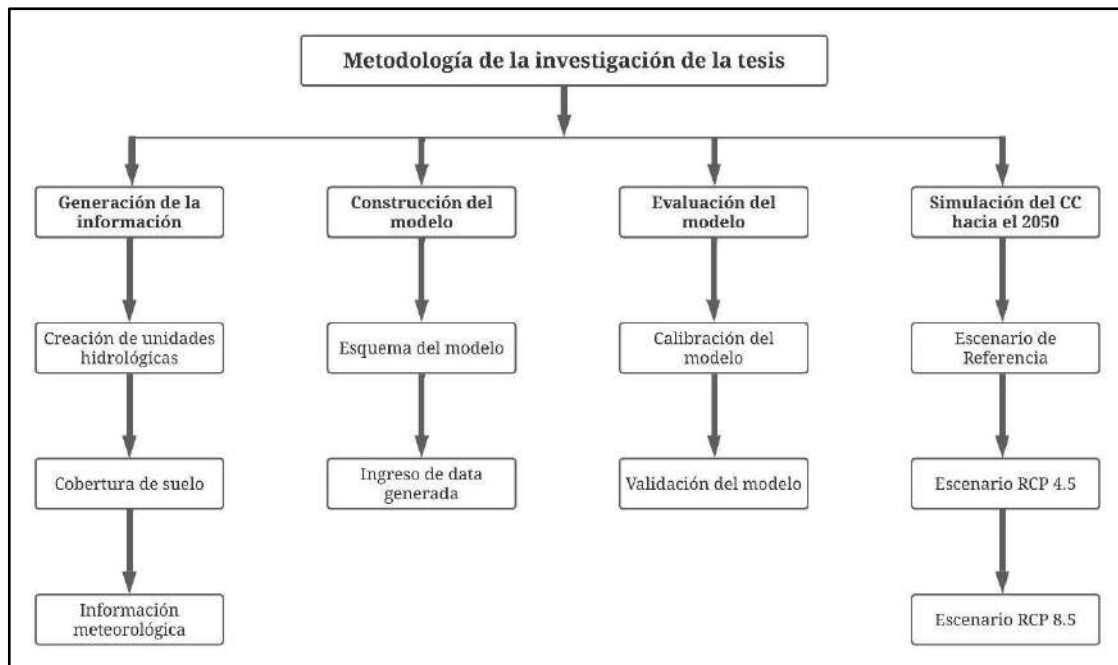 Metodología de la investigación de la tesis
Generación de la
información
Construcción del
modelo
Evaluación del
modelo
Simulación del CC
hacia el 2050
Creación de unidades
hidrológicas
Esquema del modelo
Calibración del
modelo
Escenario de
Referencia
Cobertura de suelo
Ingreso de data
generada
Validación del modelo
Escenario RCP 4.5
Información
meteorológica
Escenario RCP 8.5